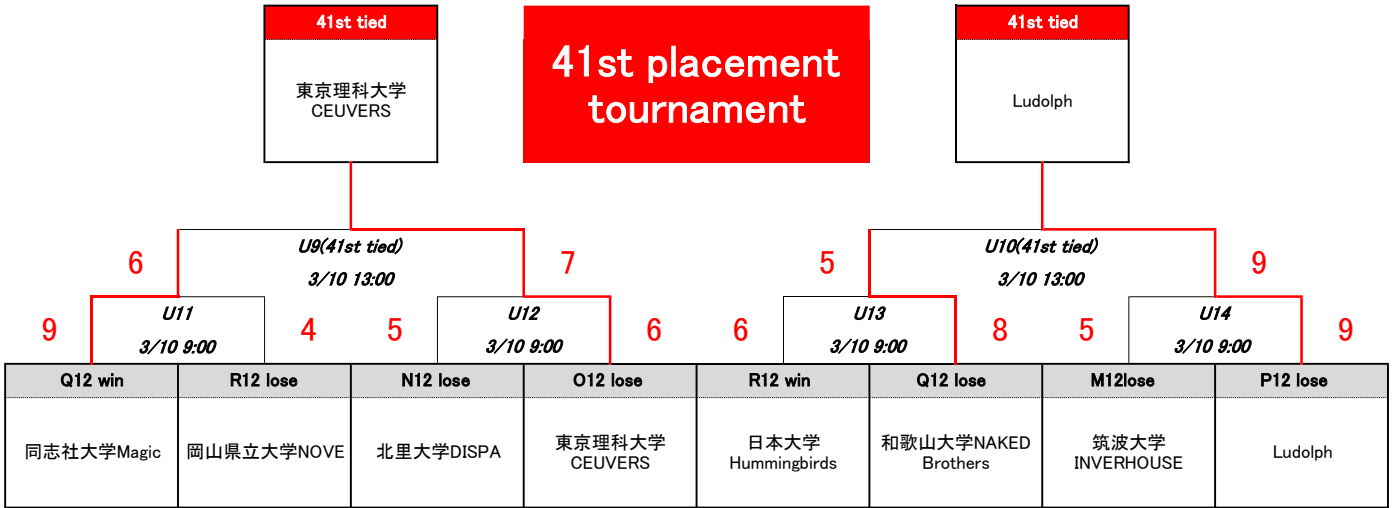 41st tied
41st tied
41st placement
tournament
東京理科大学
CEUVERS
Ludolph
U9(41st tied)
U10(41st tied)
6
7
5
9
3/10 13:00
3/10 13:00
U11
U12
U13
U14
9
4
5
6
6
8
5
9
3/10 9:00
3/10 9:00
3/10 9:00
3/10 9:00
Q12 win
R12 lose
N12 lose
O12 lose
R12 win
Q12 lose
M12lose
P12 lose
同志社大学Magic
岡山県立大学NOVE
北里大学DISPA
東京理科大学
CEUVERS
日本大学
Hummingbirds
和歌山大学NAKED
Brothers
筑波大学
INVERHOUSE
Ludolph